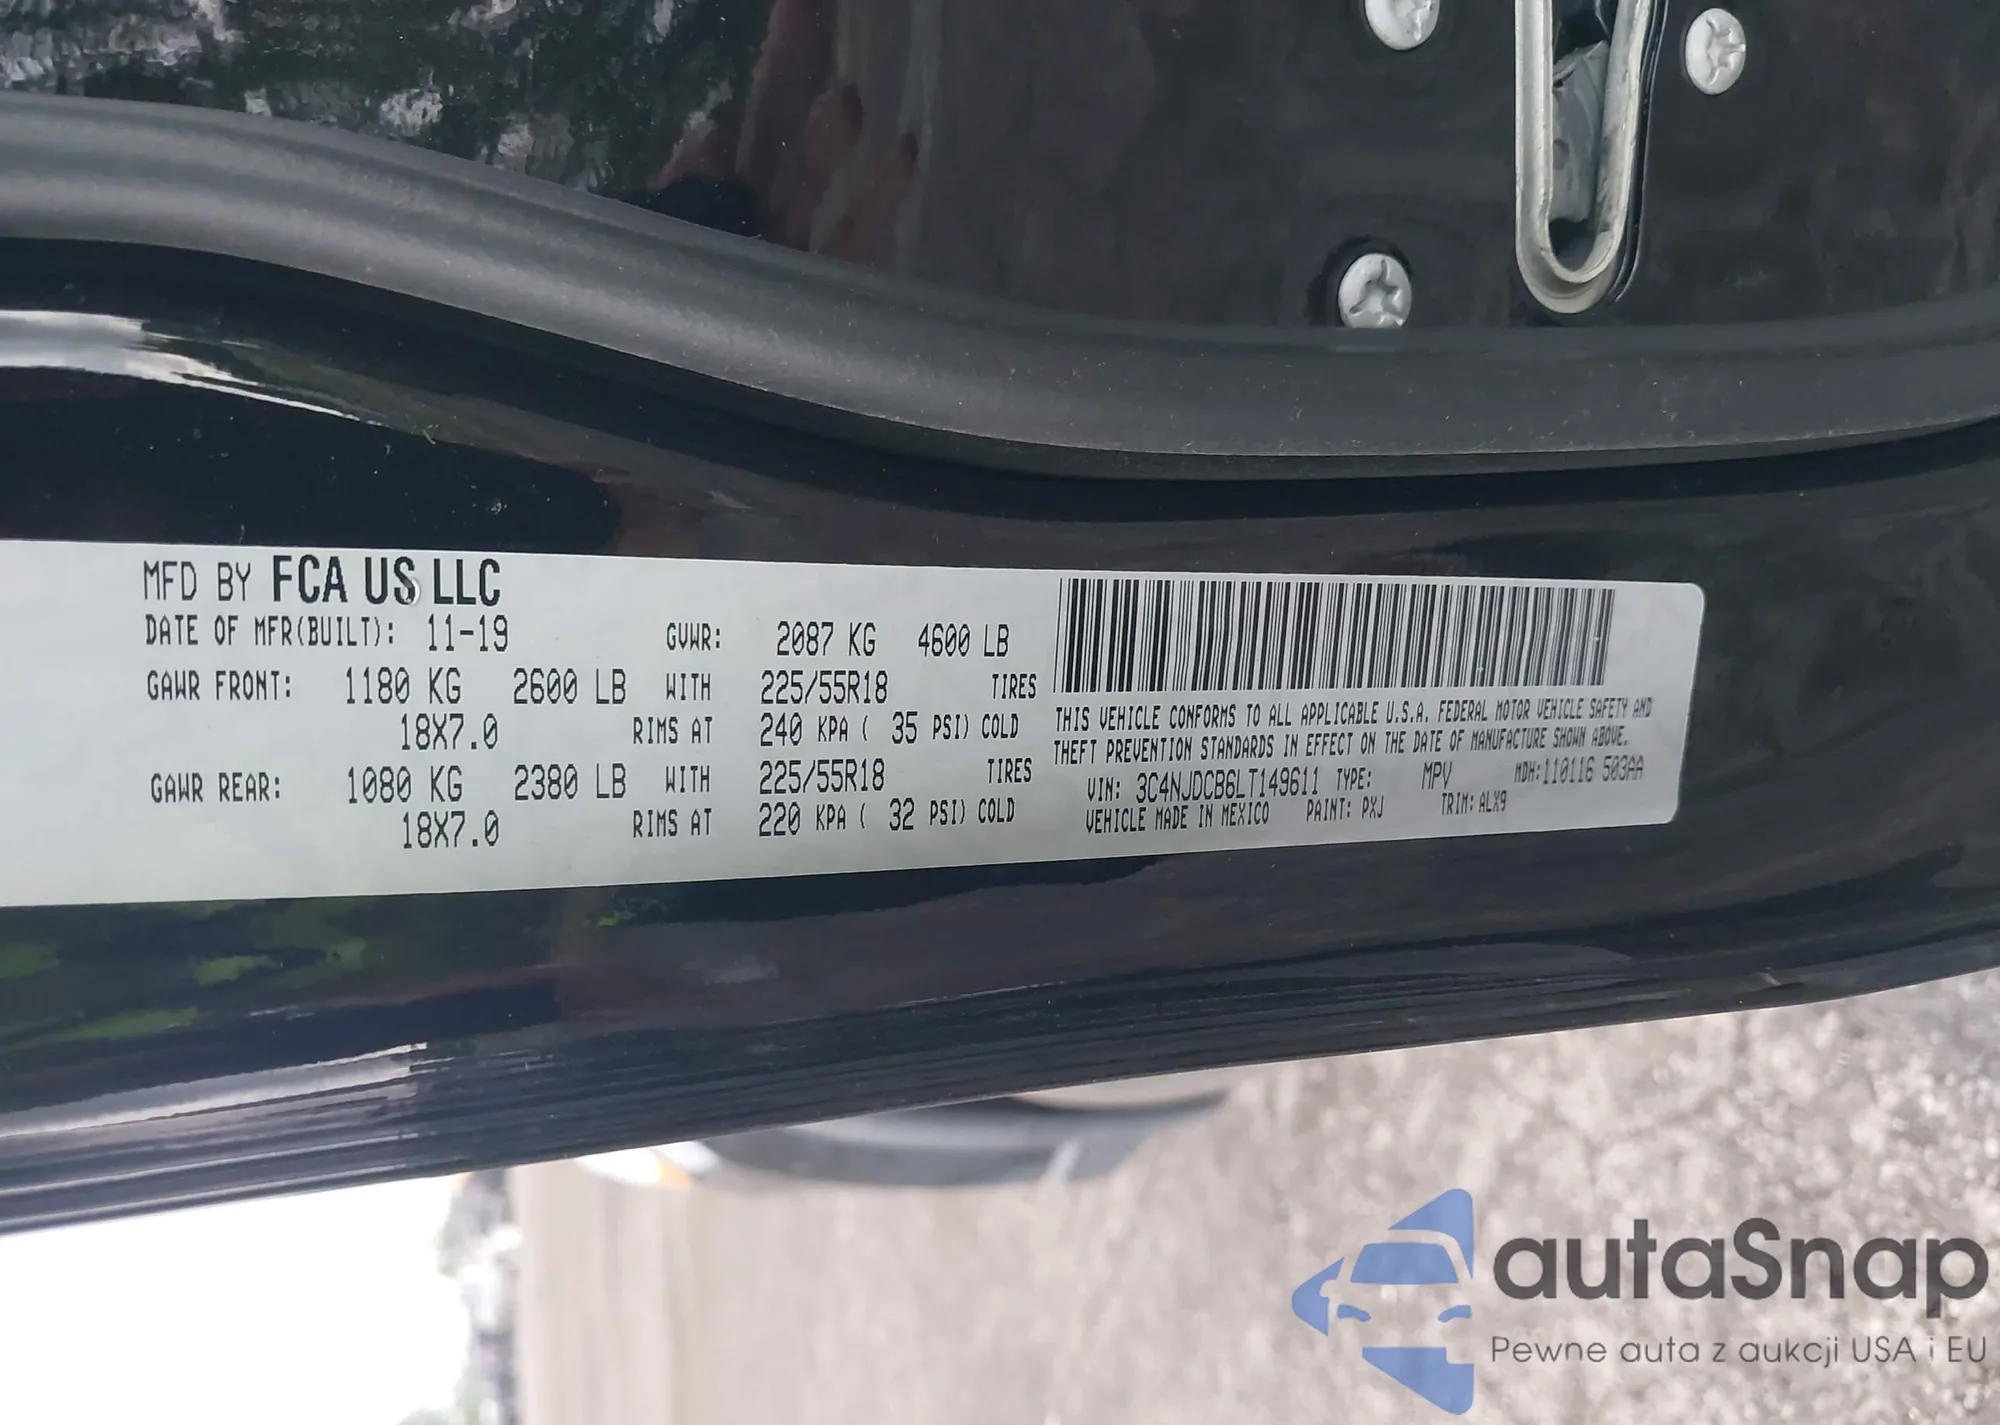 MFD BY FCA US LLC
DATE OF MFR(BUILT): 11-19 GVWR: 2087 KG 4600 LB
GAWR FRONT: 1180 KG 2600 LB WITH 225/55R18 TIRES
18X7.0 RIMS AT 240 KPA ( 35 PSI) COLD
GAWR REAR: 1080 KG 2380 LB WITH 225/55R18 TIRES
18X7.0 RIMS AT 220 KPA ( 32 PSI) COLD
THIS VEHICLE CONFORMS TO ALL APPLICABLE U.S.A. FEDERAL MOTOR VEHICLE SAFETY AND
THEFT PREVENTION STANDARDS IN EFFECT ON THE DATE OF MANUFACTURE SHOWN ABOVE.
VIN: 3C4NJDCB6LT149611 TYPE: MPV MDH:110116 503AA
VEHICLE MADE IN MEXICO PAINT: PXJ TRIM: ALX9
autaSnap
Pewne auta z aukcji USA i EU